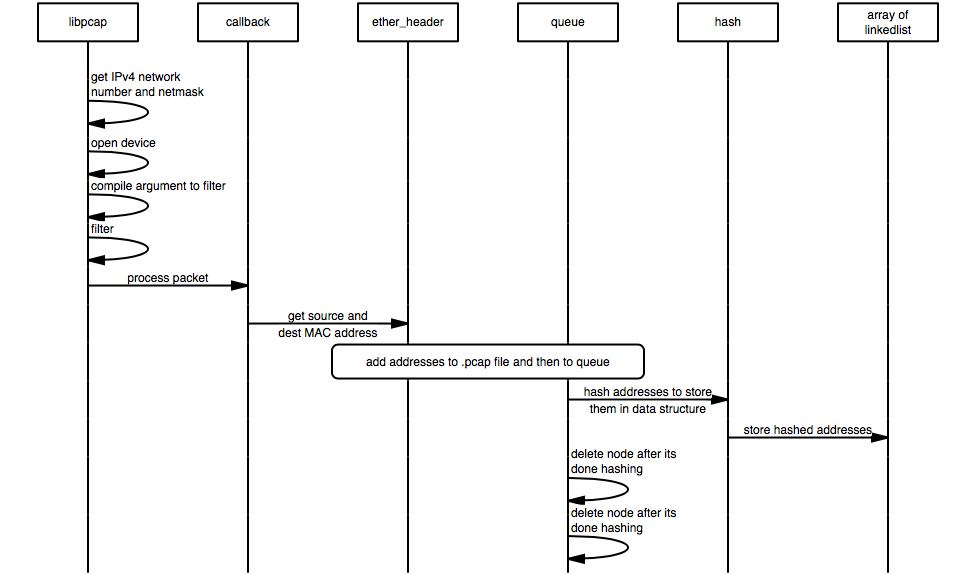 libpcap
callback
ether_header
queue
hash
array of
linkedlist
get IPv4 network
number and netmask
open device
compile argument to filter
filter
process packet
get source and
dest MAC address
add addresses to .pcap file and then to queue
hash addresses to store
them in data structure
store hashed addresses
delete node after its
done hashing
delete node after its
done hashing